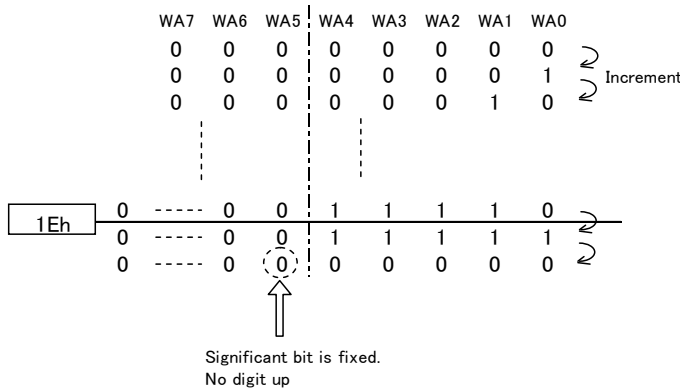 WA7 WA6 WA5 WA4 WA3 WA2 WA1 WA0
0 0 0 0 0 0 0 0
0 0 0 0 0 0 0 1
Increment
0 0 0 0 0 0 1 0
0 ----- 0 0 1 1 1 1 0
1Eh
0 ----- 0 0 1 1 1 1 1
0 ----- 0 0 0 0 0 0 0
Significant bit is fixed.
No digit up